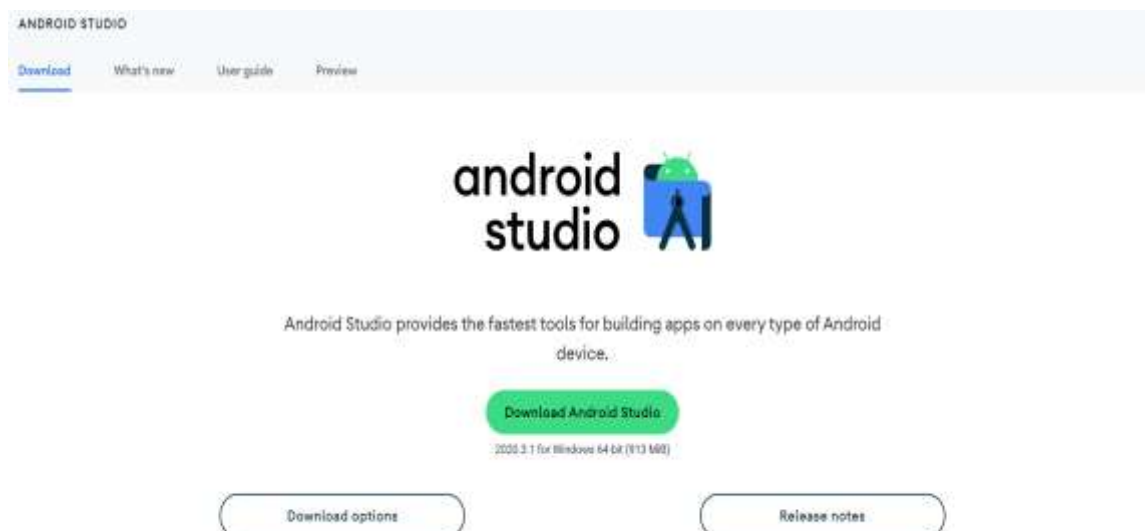 ANDROID STUDIO
Download What's new User guide Preview
android
studio
Android Studio provides the fastest tools for building apps on every type of Android
device.
Download Android Studio
2020.3.1 for Windows 64-bit (913 MiB)
Download options Release notes